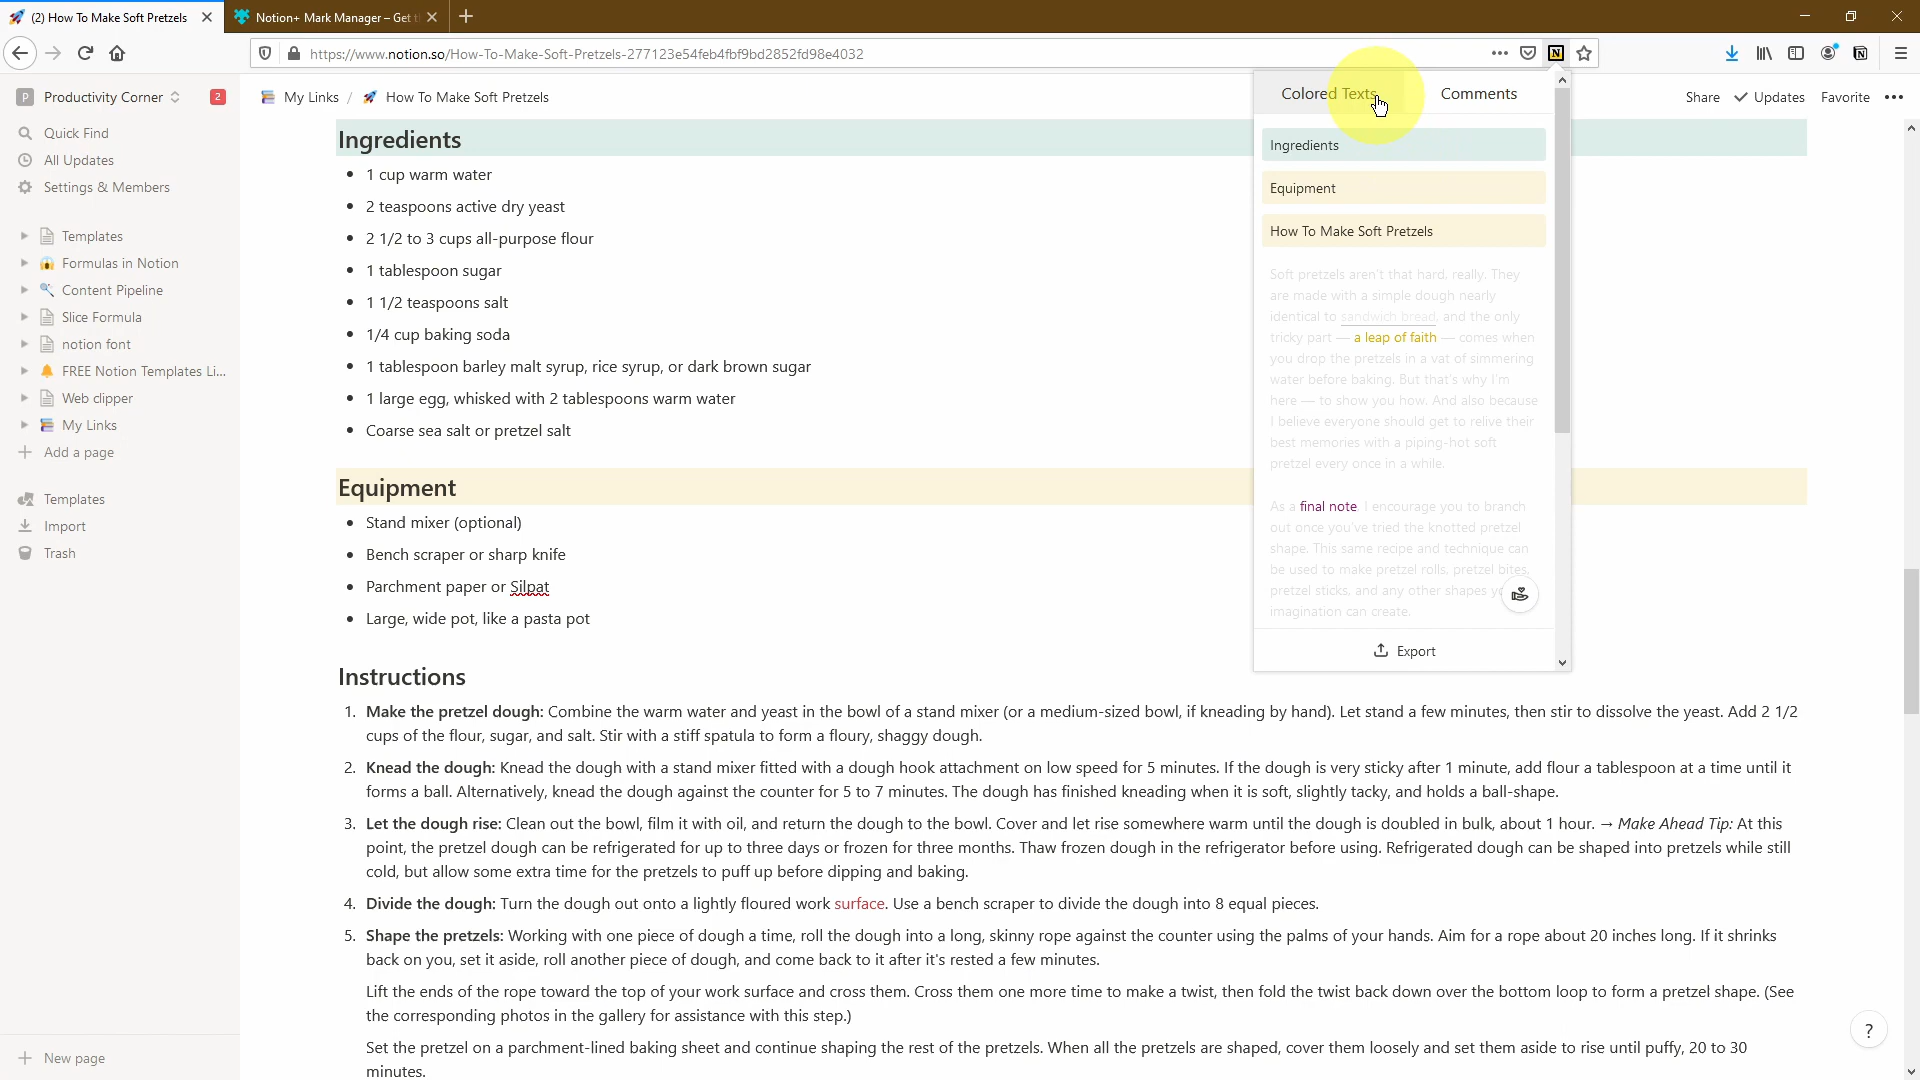 (2) How To Make Soft Pretzels
Notion+ Mark Manager – Get t
https://www.notion.so/How-To-Make-Soft-Pretzels-277123e54feb4fbf9bd2852fd98e4032
P Productivity Corner 2
My Links / How To Make Soft Pretzels
Share Updates Favorite
Quick Find
All Updates
Settings & Members
Templates
Formulas in Notion
Content Pipeline
Slice Formula
notion font
FREE Notion Templates Li...
Web clipper
My Links
Add a page
Templates
Import
Trash
New page
Ingredients
1 cup warm water
2 teaspoons active dry yeast
2 1/2 to 3 cups all-purpose flour
1 tablespoon sugar
1 1/2 teaspoons salt
1/4 cup baking soda
1 tablespoon barley malt syrup, rice syrup, or dark brown sugar
1 large egg, whisked with 2 tablespoons warm water
Coarse sea salt or pretzel salt
Equipment
Stand mixer (optional)
Bench scraper or sharp knife
Parchment paper or Silpat
Large, wide pot, like a pasta pot
Instructions
1. Make the pretzel dough: Combine the warm water and yeast in the bowl of a stand mixer (or a medium-sized bowl, if kneading by hand). Let stand a few minutes, then stir to dissolve the yeast. Add 2 1/2
cups of the flour, sugar, and salt. Stir with a stiff spatula to form a floury, shaggy dough.
2. Knead the dough: Knead the dough with a stand mixer fitted with a dough hook attachment on low speed for 5 minutes. If the dough is very sticky after 1 minute, add flour a tablespoon at a time until it
forms a ball. Alternatively, knead the dough against the counter for 5 to 7 minutes. The dough has finished kneading when it is soft, slightly tacky, and holds a ball-shape.
3. Let the dough rise: Clean out the bowl, film it with oil, and return the dough to the bowl. Cover and let rise somewhere warm until the dough is doubled in bulk, about 1 hour. → Make Ahead Tip: At this
point, the pretzel dough can be refrigerated for up to three days or frozen for three months. Thaw frozen dough in the refrigerator before using. Refrigerated dough can be shaped into pretzels while still
cold, but allow some extra time for the pretzels to puff up before dipping and baking.
4. Divide the dough: Turn the dough out onto a lightly floured work surface. Use a bench scraper to divide the dough into 8 equal pieces.
5. Shape the pretzels: Working with one piece of dough a time, roll the dough into a long, skinny rope against the counter using the palms of your hands. Aim for a rope about 20 inches long. If it shrinks
back on you, set it aside, roll another piece of dough, and come back to it after it's rested a few minutes.
Lift the ends of the rope toward the top of your work surface and cross them. Cross them one more time to make a twist, then fold the twist back down over the bottom loop to form a pretzel shape. (See
the corresponding photos in the gallery for assistance with this step.)
Set the pretzel on a parchment-lined baking sheet and continue shaping the rest of the pretzels. When all the pretzels are shaped, cover them loosely and set them aside to rise until puffy, 20 to 30
minutes.
Colored Texts Comments
Ingredients
Equipment
How To Make Soft Pretzels
Soft pretzels aren't that hard, really. They
are made with a simple dough nearly
identical to sandwich bread, and the only
tricky part — a leap of faith — comes when
you drop the pretzels in a vat of simmering
water before baking. But that's why I'm
here — to show you how. And also because
I believe everyone should get to relive their
best memories with a piping-hot soft
pretzel every once in a while.
As a final note, I encourage you to branch
out once you've tried the knotted pretzel
shape. This same recipe and technique can
be used to make pretzel rolls, pretzel bites,
pretzel sticks, and any other shapes
imagination can create.
Export
?